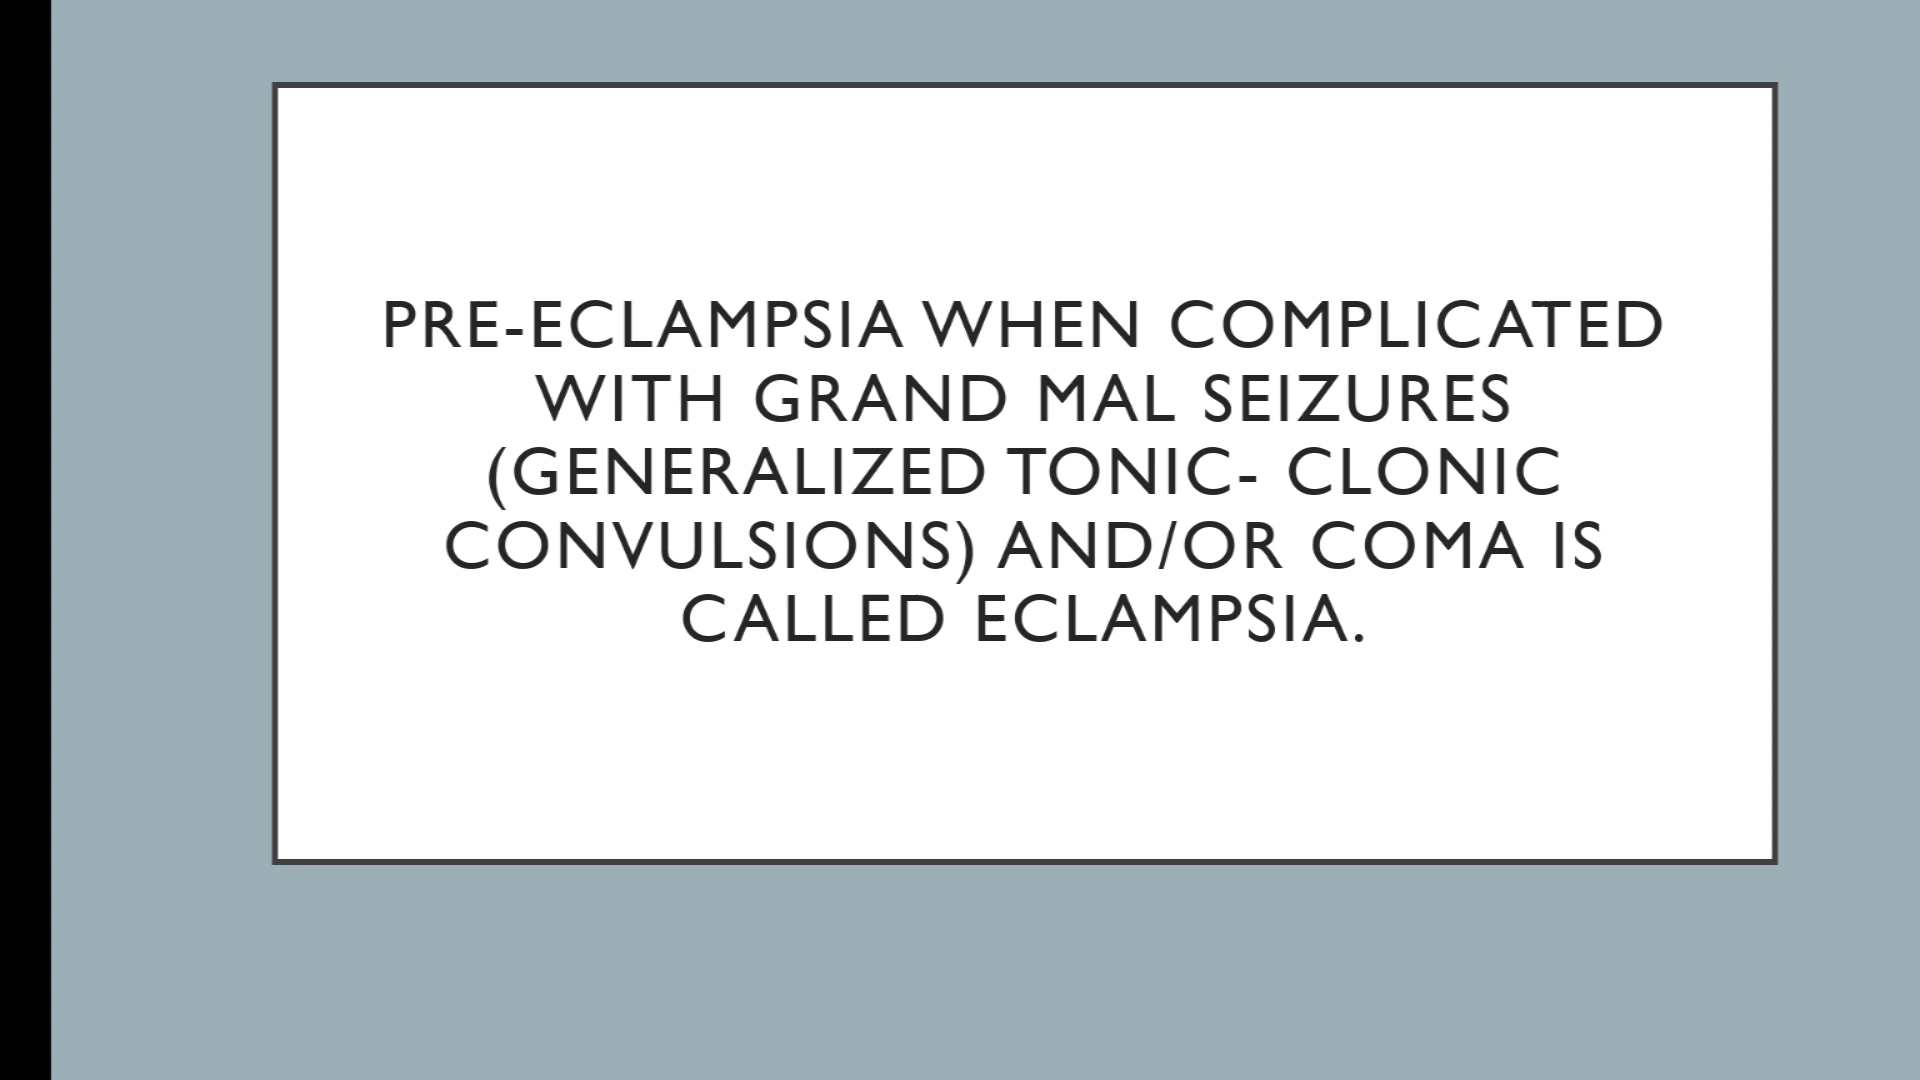 PRE-ECLAMPSIA WHEN COMPLICATED
WITH GRAND MAL SEIZURES
(GENERALIZED TONIC- CLONIC
CONVULSIONS) AND/OR COMA IS
CALLED ECLAMPSIA.